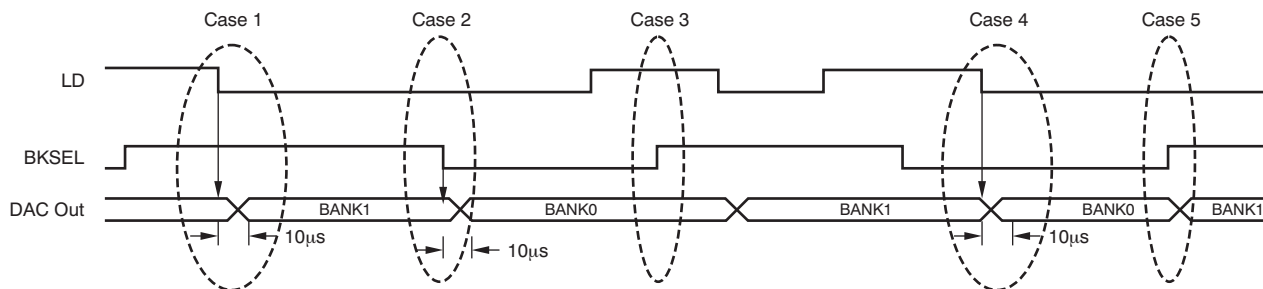 Case 1
Case 2
Case 3
Case 4
Case 5
LD
BKSEL
DAC Out
BANK1
BANK0
BANK1
BANK0
BANK1
10μs
10μs
10μs